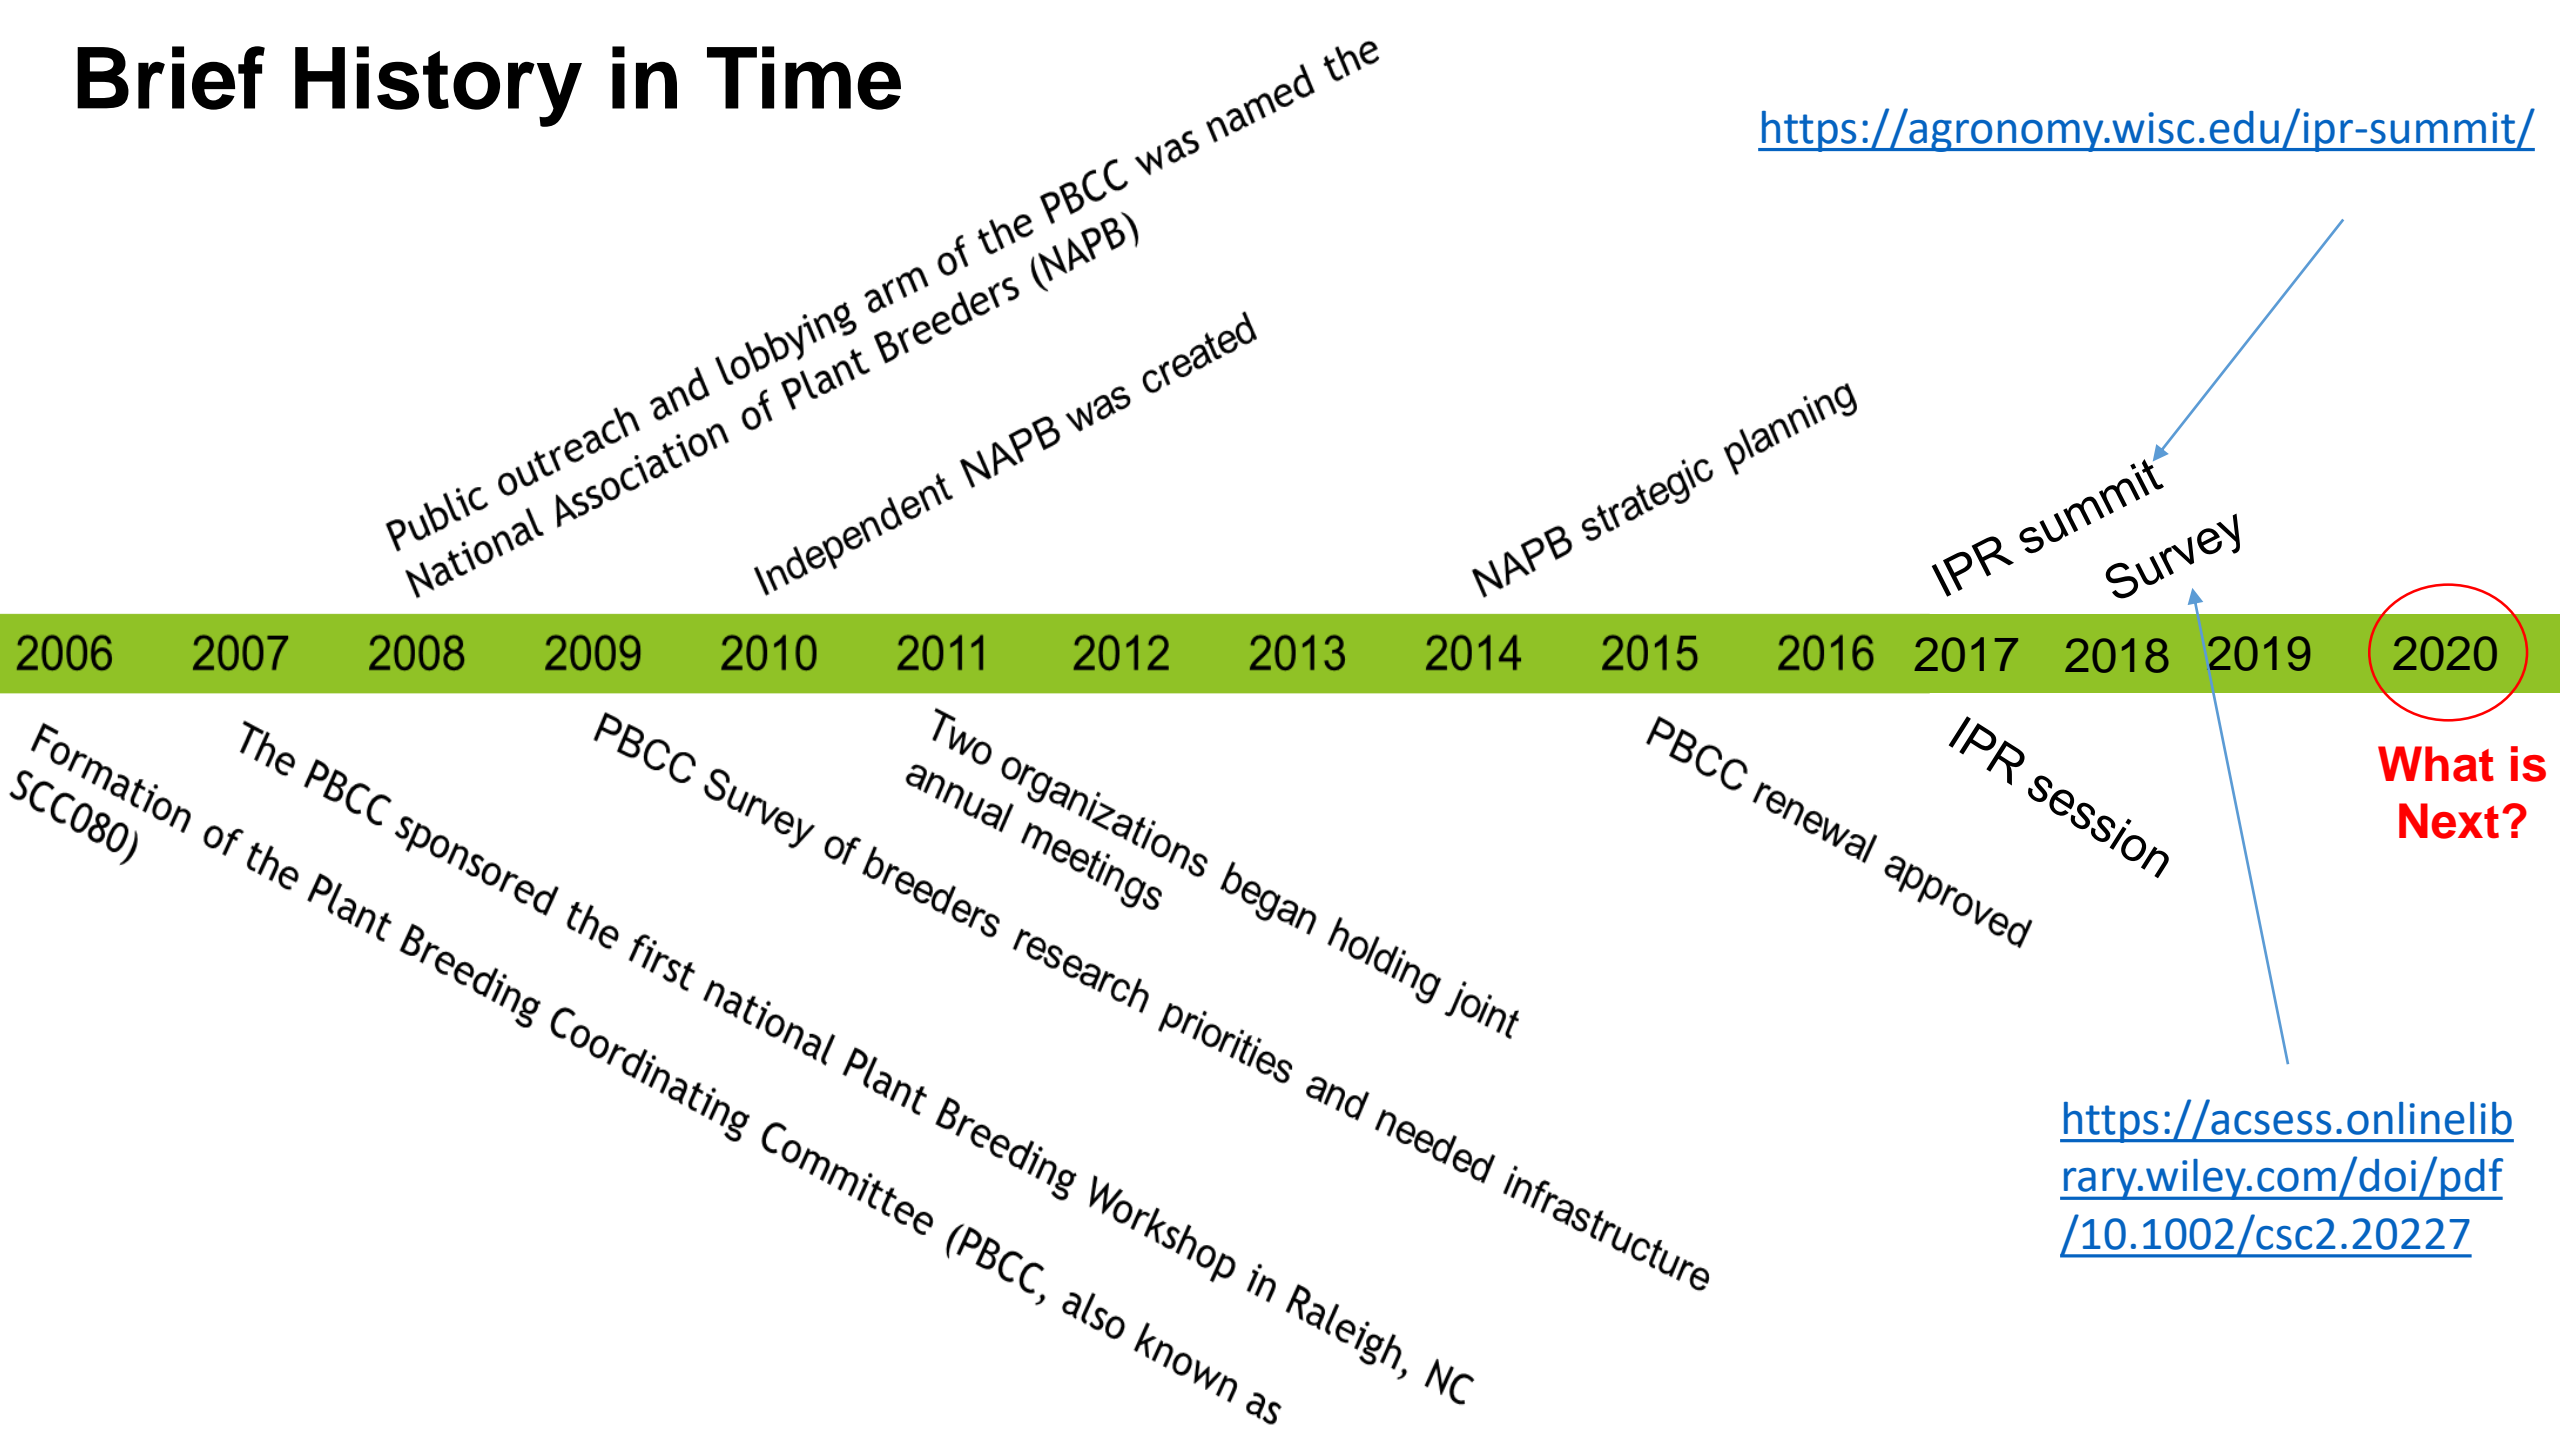 Brief History in Time
https://agronomy.wisc.edu/ipr-summit/
Public outreach and lobbying arm of the PBCC was named the
National Association of Plant Breeders (NAPB)
Independent NAPB was created
NAPB strategic planning
IPR summit
Survey
2006 2007 2008 2009 2010 2011 2012 2013 2014 2015 2016 2017 2018 2019 2020
Formation of the Plant Breeding Coordinating Committee (PBCC, also known as
SCC080)
The PBCC sponsored the first national Plant Breeding Workshop in Raleigh, NC
PBCC Survey of breeders research priorities and needed infrastructure
Two organizations began holding joint
annual meetings
PBCC renewal approved
IPR session
What is
Next?
https://acsess.onlinelib
rary.wiley.com/doi/pdf
/10.1002/csc2.20227